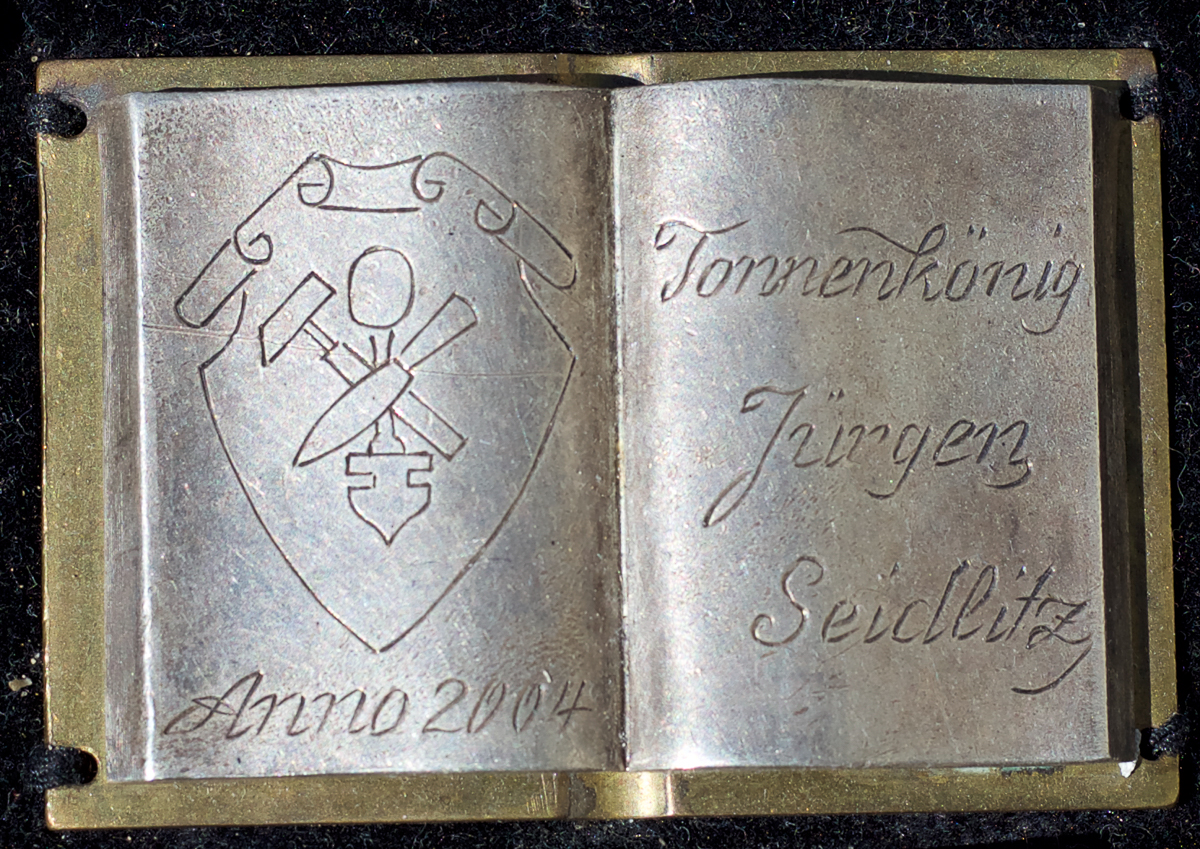 Anno 2004
Tonnenkönig
Jürgen
Seidlitz